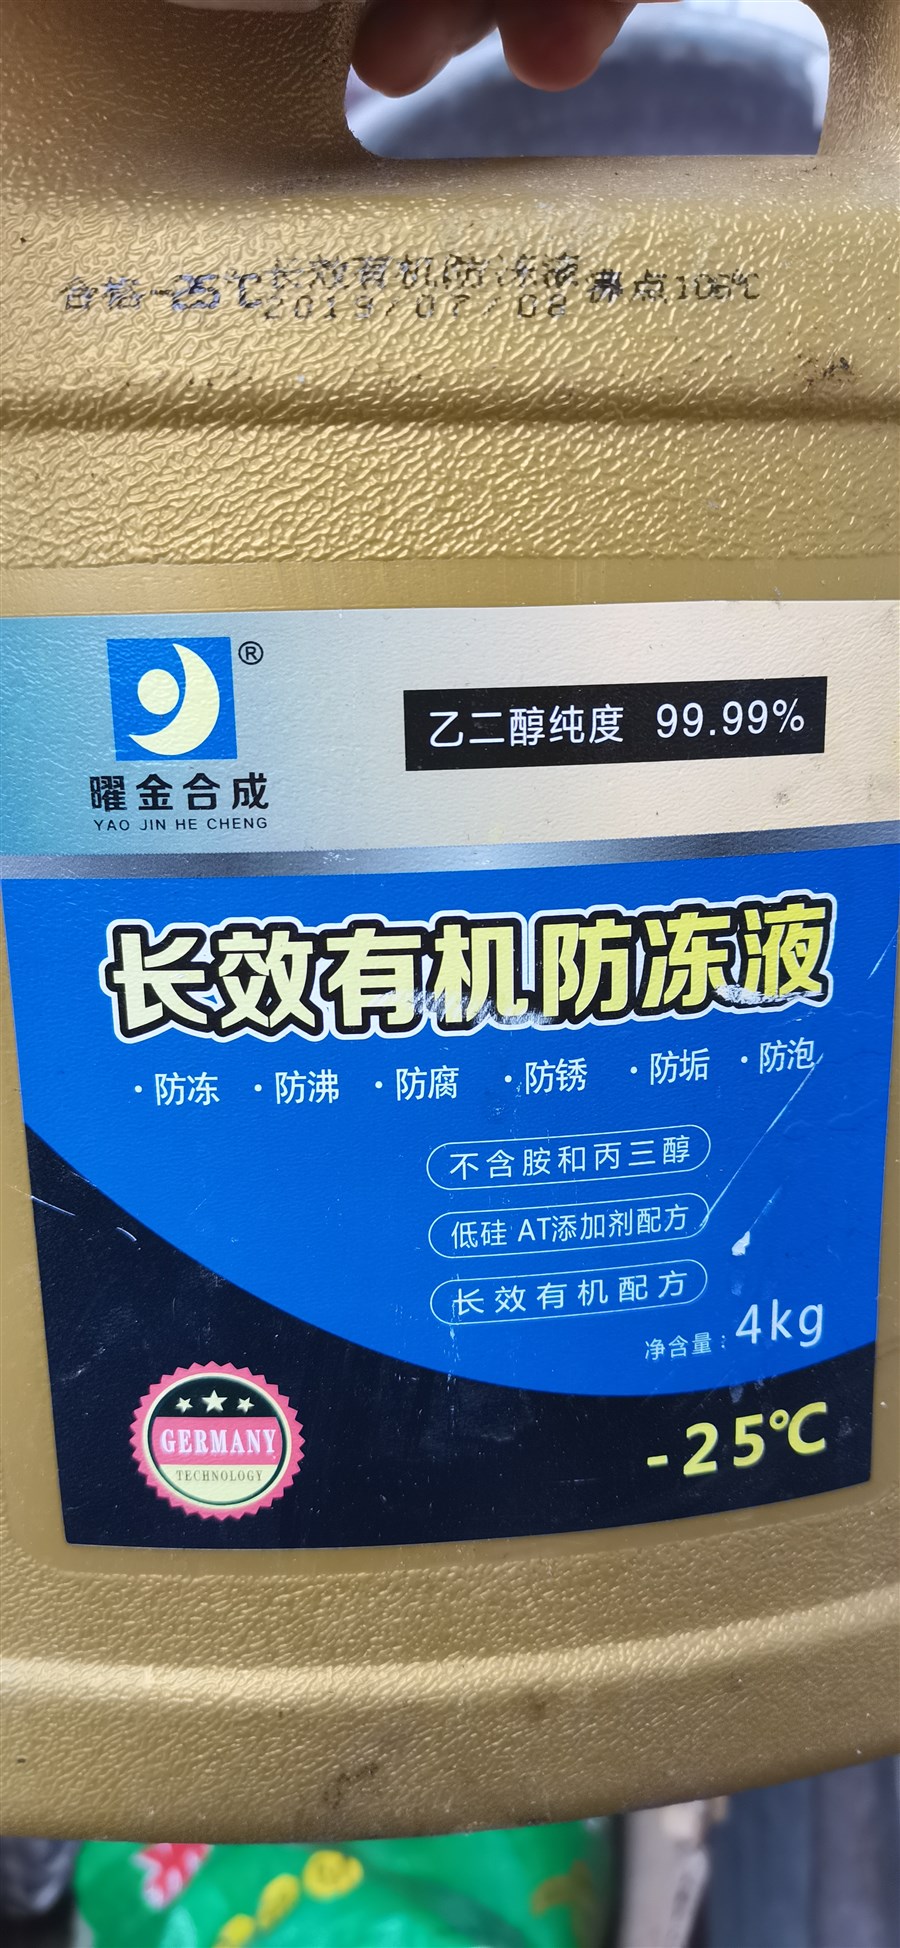 合格-25℃长效有机防冻液 沸点106℃
2019/07/02
®
曜金合成
YAO JIN HE CHENG
乙二醇纯度 99.99%
长效有机防冻液
·防冻 ·防沸 ·防腐 ·防锈 ·防垢 ·防泡
不含胺和丙三醇
低硅 AT添加剂配方
长效有机配方
净含量：4kg
-25℃
GERMANY
TECHNOLOGY